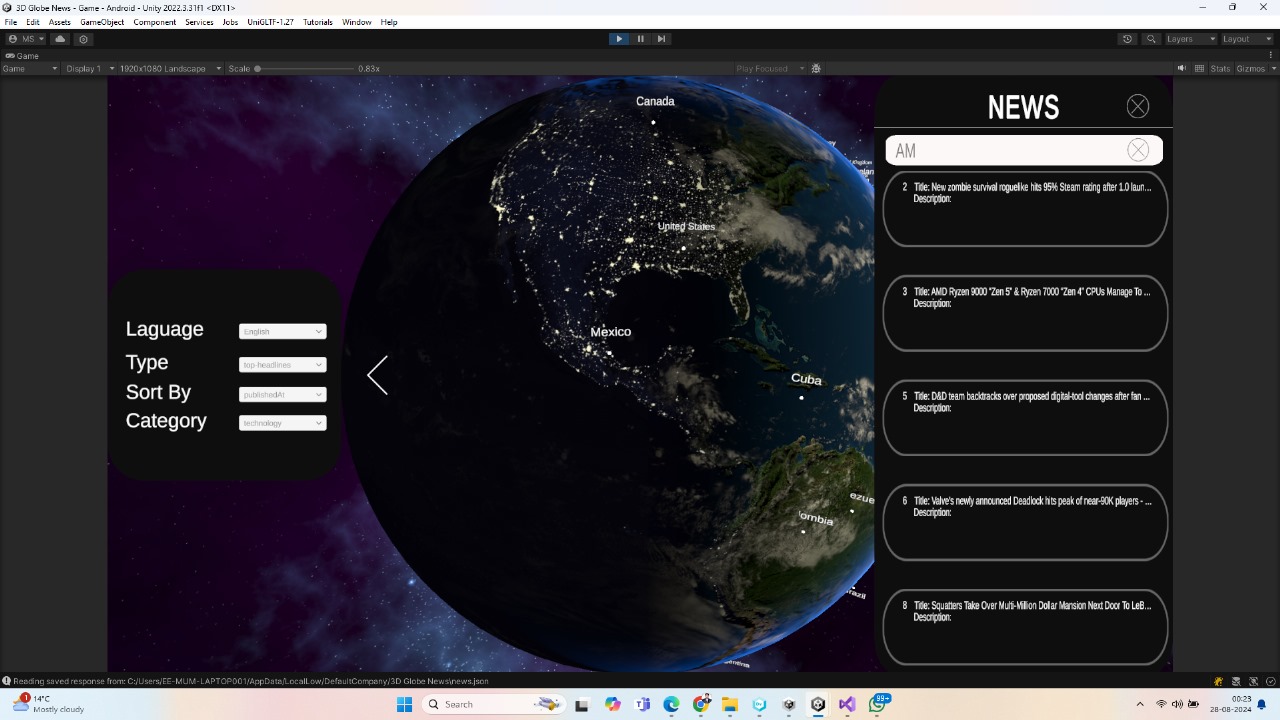 3D Globe News - Game - Android - Unity 2022.3.31f1 <DX11>
File Edit Assets GameObject Component Services Jobs UniGLTF-1.27 Tutorials Window Help
MS Layers Layout
Game
Game Display 1 1920x1080 Landscape Scale 0.83x Play Focused Stats Gizmos
Canada
United States
Mexico
Cuba
ezue
lombia
razil
NEWS
AM
2 Title: New zombie survival roguelike hits 95% Steam rating after 1.0 laun...
Description:
3 Title: AMD Ryzen 9000 "Zen 5" & Ryzen 7000 "Zen 4" CPUs Manage To ...
Description:
5 Title: D&D team backtracks over proposed digital-tool changes after fan ...
Description:
6 Title: Valve's newly announced Deadlock hits peak of near-90K players - ...
Description:
8 Title: Squatters Take Over Multi-Million Dollar Mansion Next Door To LeB...
Description:
Laguage English
Type top-headlines
Sort By publishedAt
Category technology
Reading saved response from: C:/Users/EE-MUM-LAPTOP001/AppData/LocalLow/DefaultCompany/3D Globe News\news.json
1 14°C
Mostly cloudy
Search
99+
00:23
28-08-2024